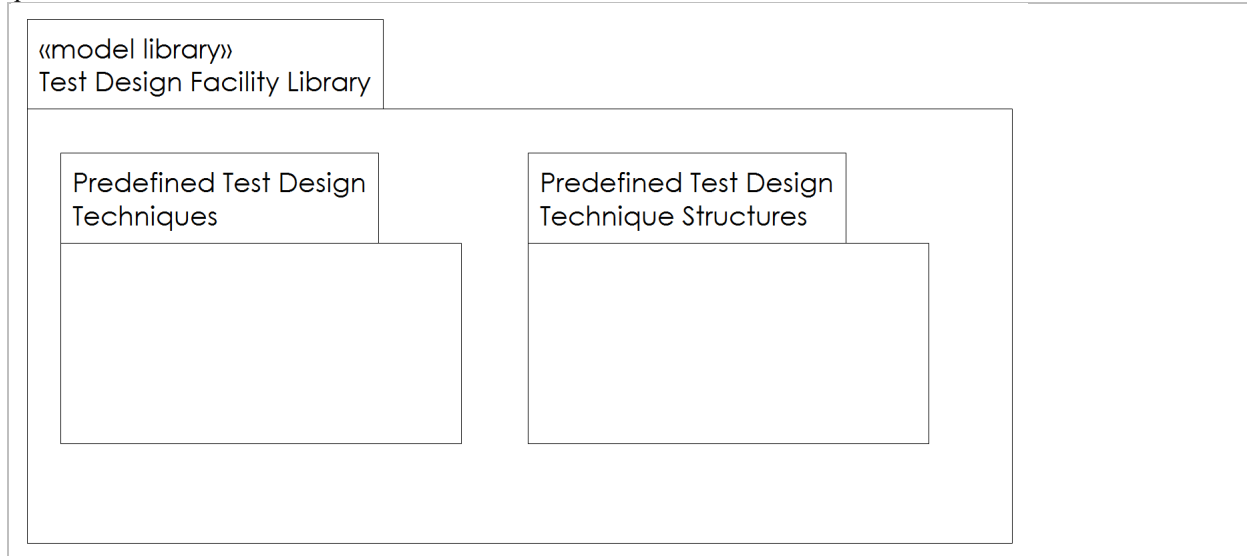 «model library»
Test Design Facility Library
Predefined Test Design
Techniques
Predefined Test Design
Technique Structures